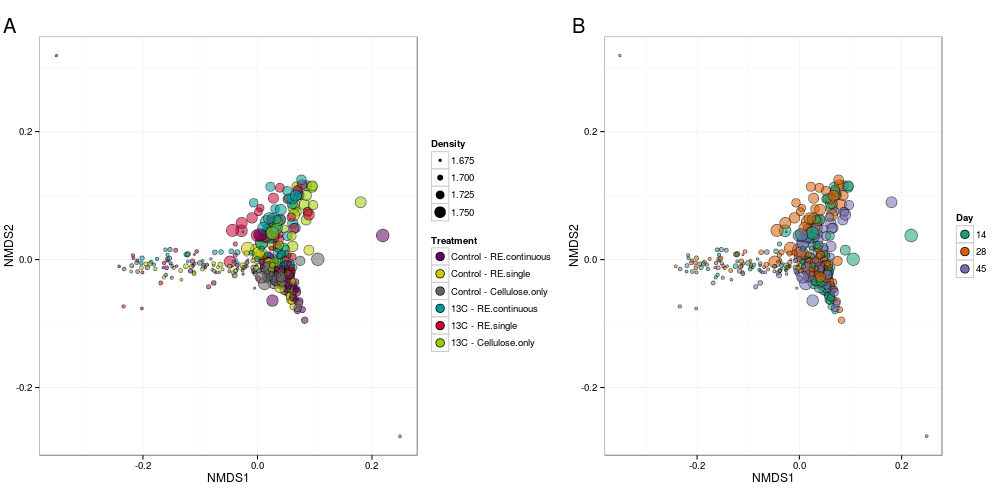 A
B
0.2
0.0
-0.2
NMDS2
-0.2
0.0
0.2
NMDS1
Density
1.675
1.700
1.725
1.750
Treatment
Control - RE.continuous
Control - RE.single
Control - Cellulose.only
13C - RE.continuous
13C - RE.single
13C - Cellulose.only
0.2
0.0
-0.2
NMDS2
-0.2
0.0
0.2
NMDS1
Day
14
28
45